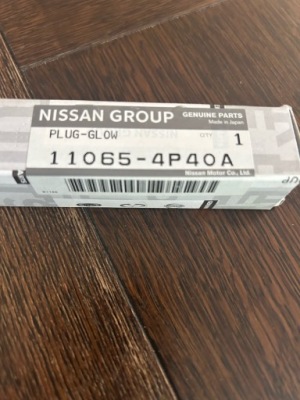 NISSAN GROUP GENUINE PARTS
Made in Japan
PLUG-GLOW QTY 1
11065-4P40A
Nissan Motor Co., Ltd.